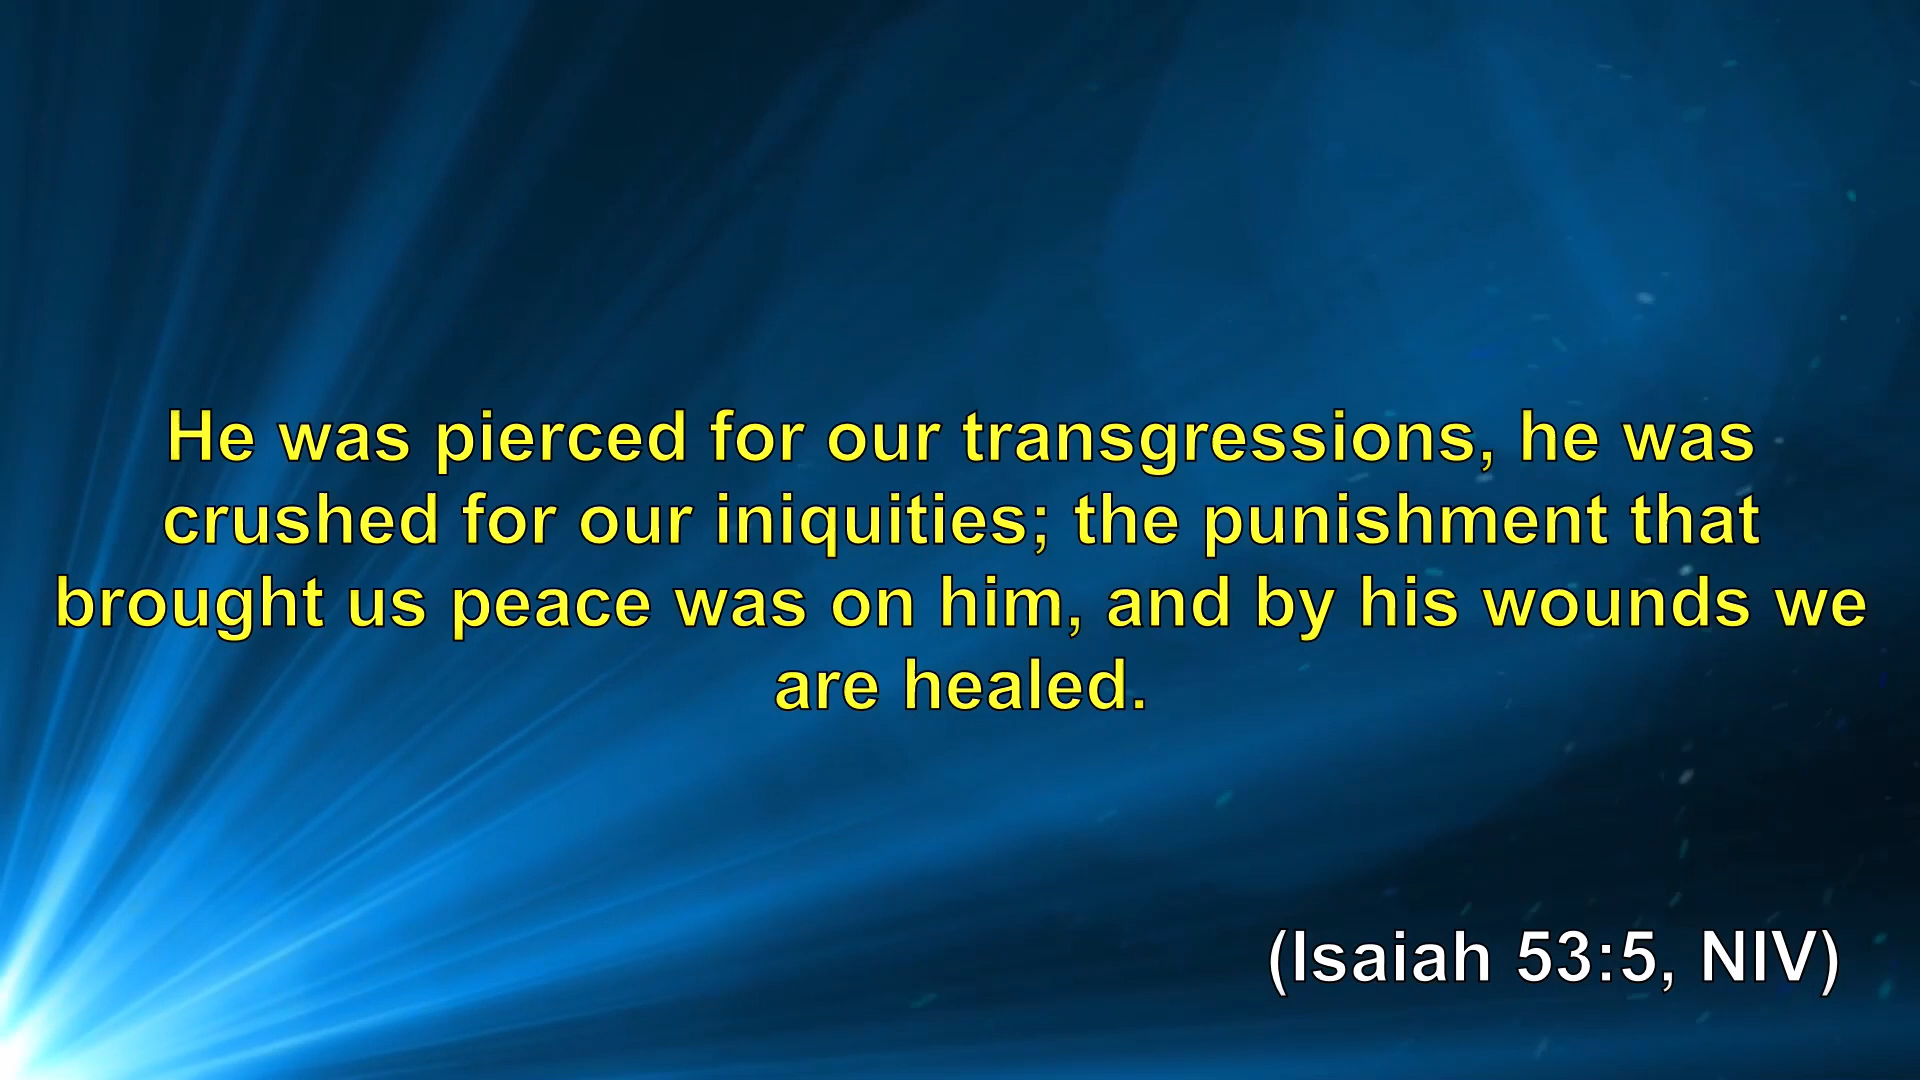 He was pierced for our transgressions, he was
crushed for our iniquities; the punishment that
brought us peace was on him, and by his wounds we
are healed.
(Isaiah 53:5, NIV)